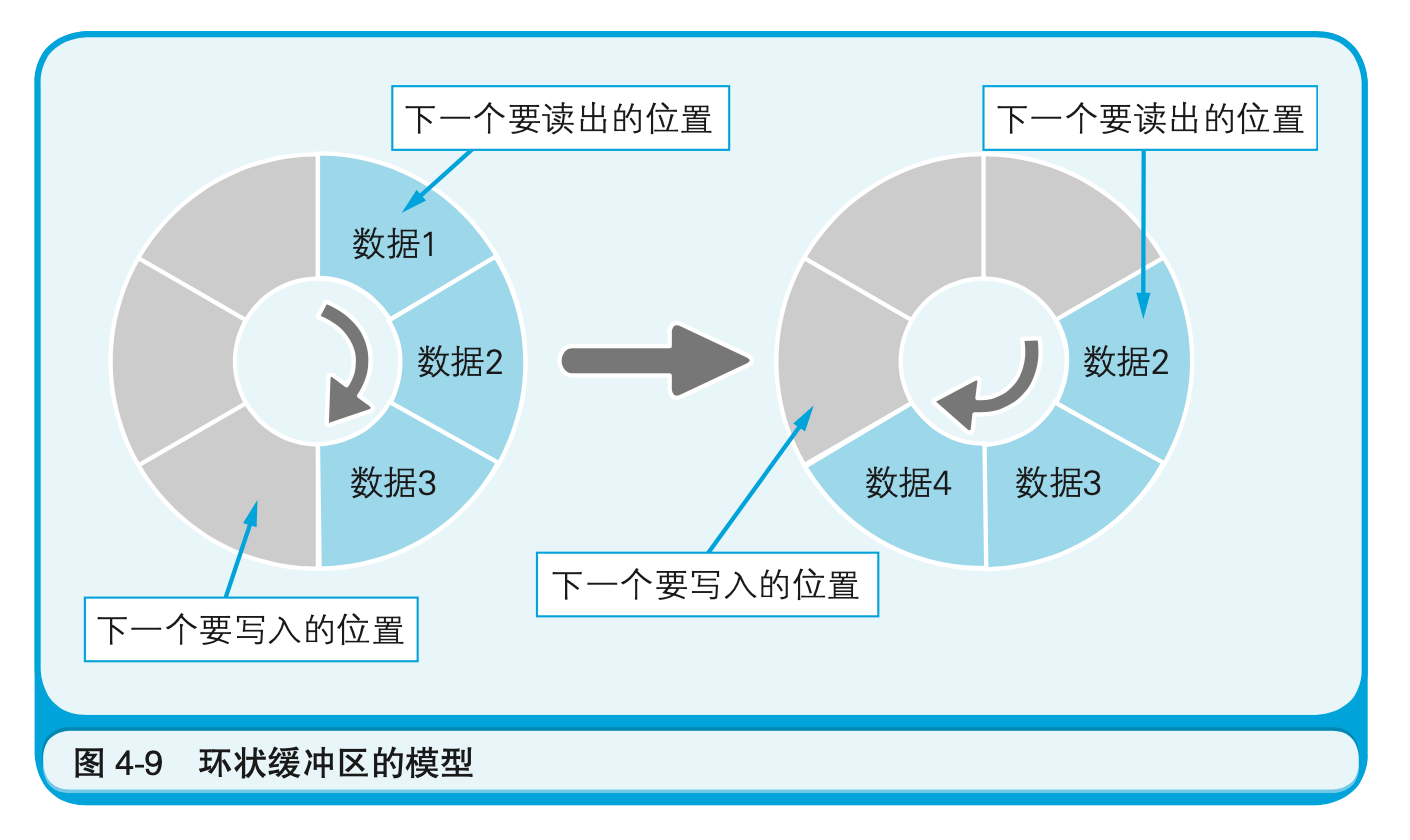 下一个要读出的位置
下一个要读出的位置
数据1
数据2
数据2
数据3
数据4
数据3
下一个要写入的位置
下一个要写入的位置
图 4-9 环状缓冲区的模型